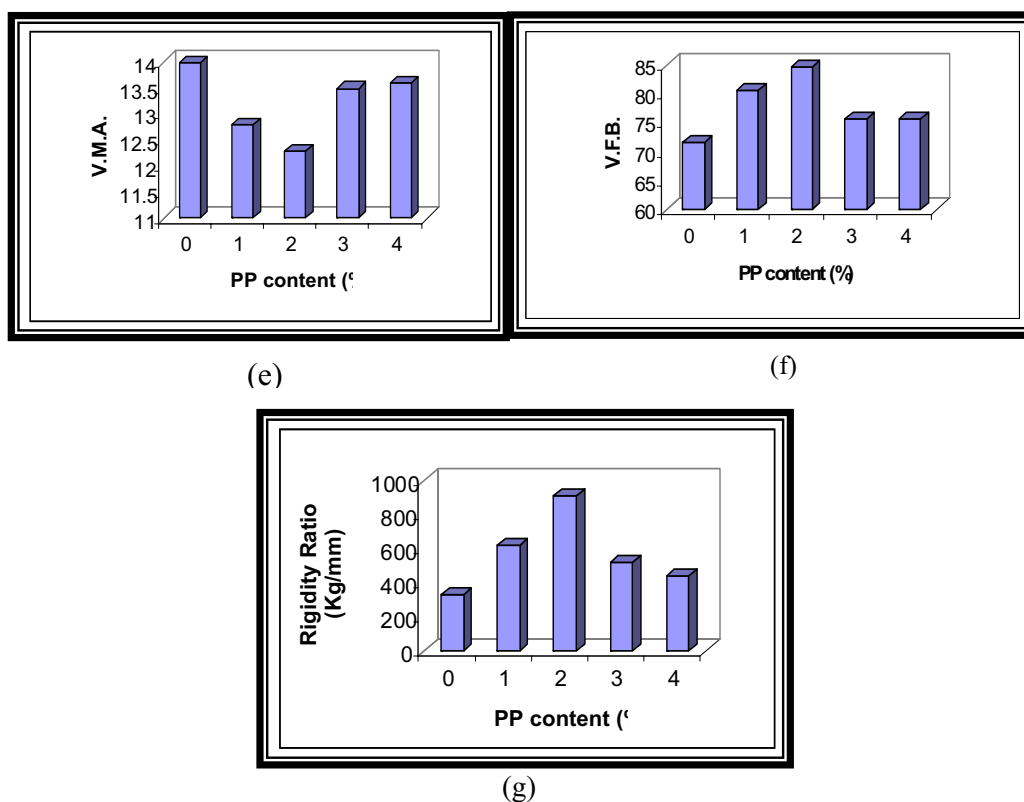 V.M.A.
14
13.5
13
12.5
12
11.5
11
0 1 2 3 4
PP content (%
(e)
V.F.B.
85
80
75
70
65
60
0 1 2 3 4
PP content (%)
(f)
Rigidity Ratio
(Kg/mm)
1000
800
600
400
200
0
0 1 2 3 4
PP content (
(g)